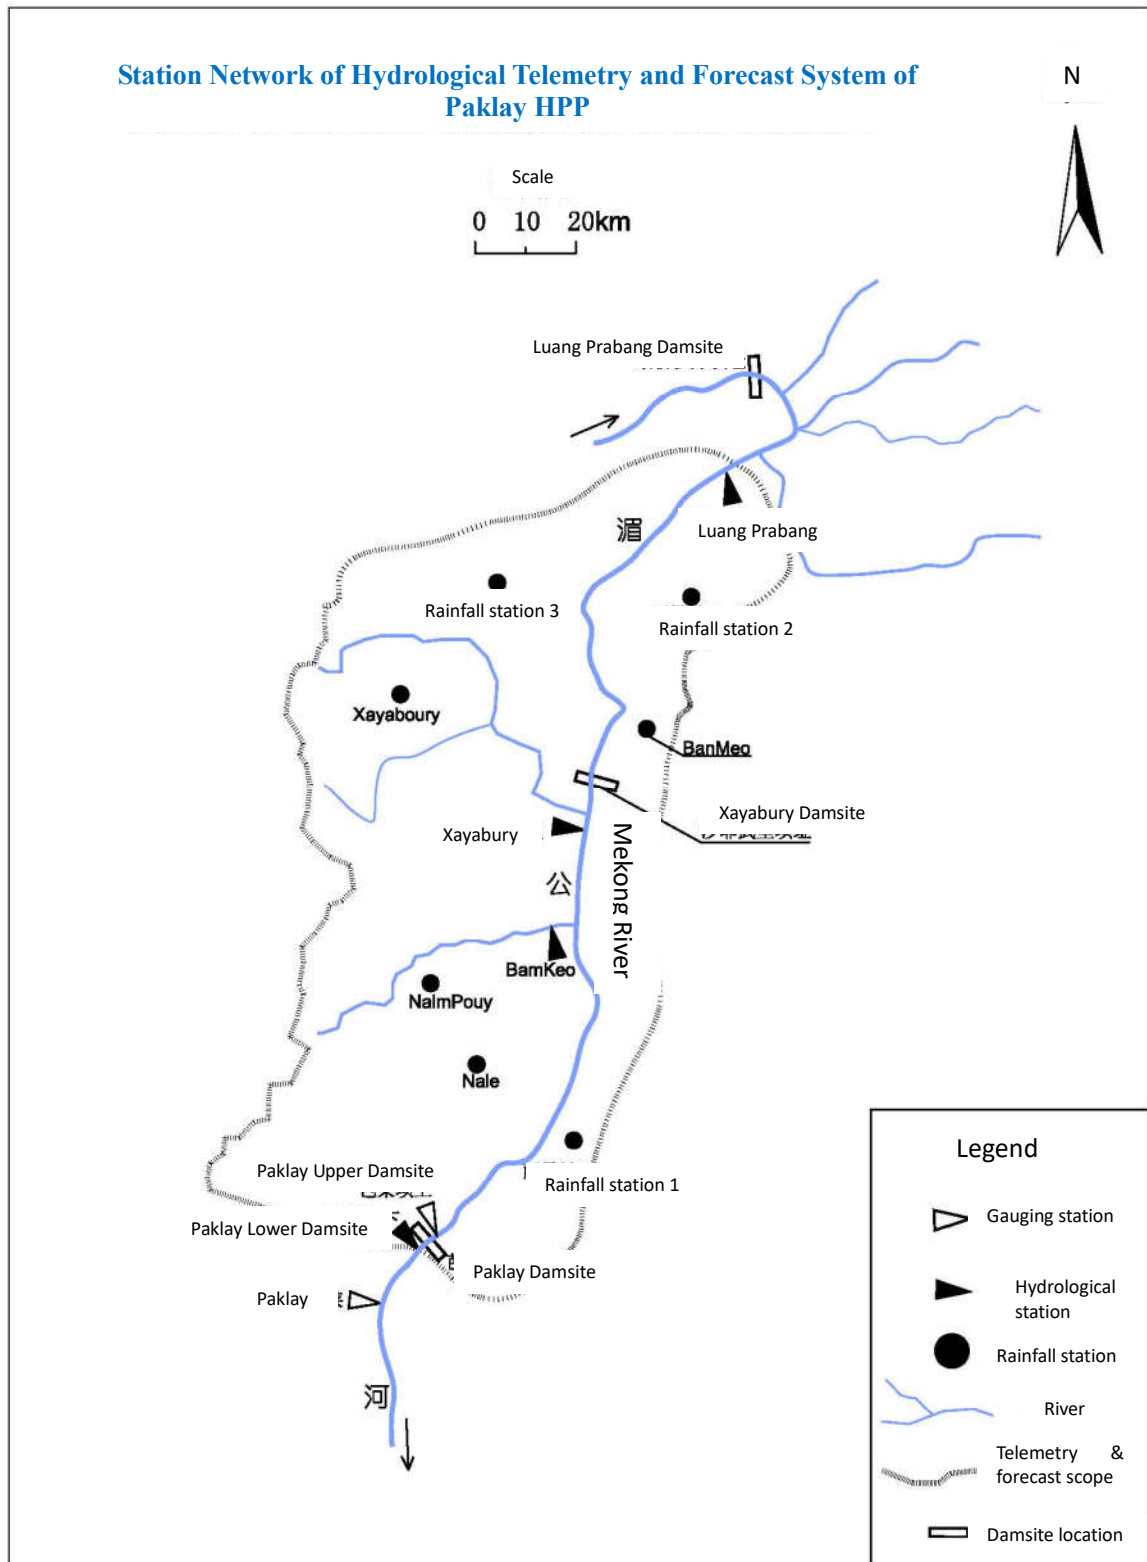 Station Network of Hydrological Telemetry and Forecast System of
Paklay HPP
N
Scale
0 10 20km
Luang Prabang Damsite
湄
Luang Prabang
Rainfall station 3
Rainfall station 2
Xayaboury
BanMeo
Xayabury Damsite
Xayabury
Mekong River
公
BamKeo
NalmPouy
Nale
Paklay Upper Damsite
Rainfall station 1
Paklay Lower Damsite
Paklay Damsite
Paklay
河
Legend
Gauging station
Hydrological
station
Rainfall station
River
Telemetry &
forecast scope
Damsite location